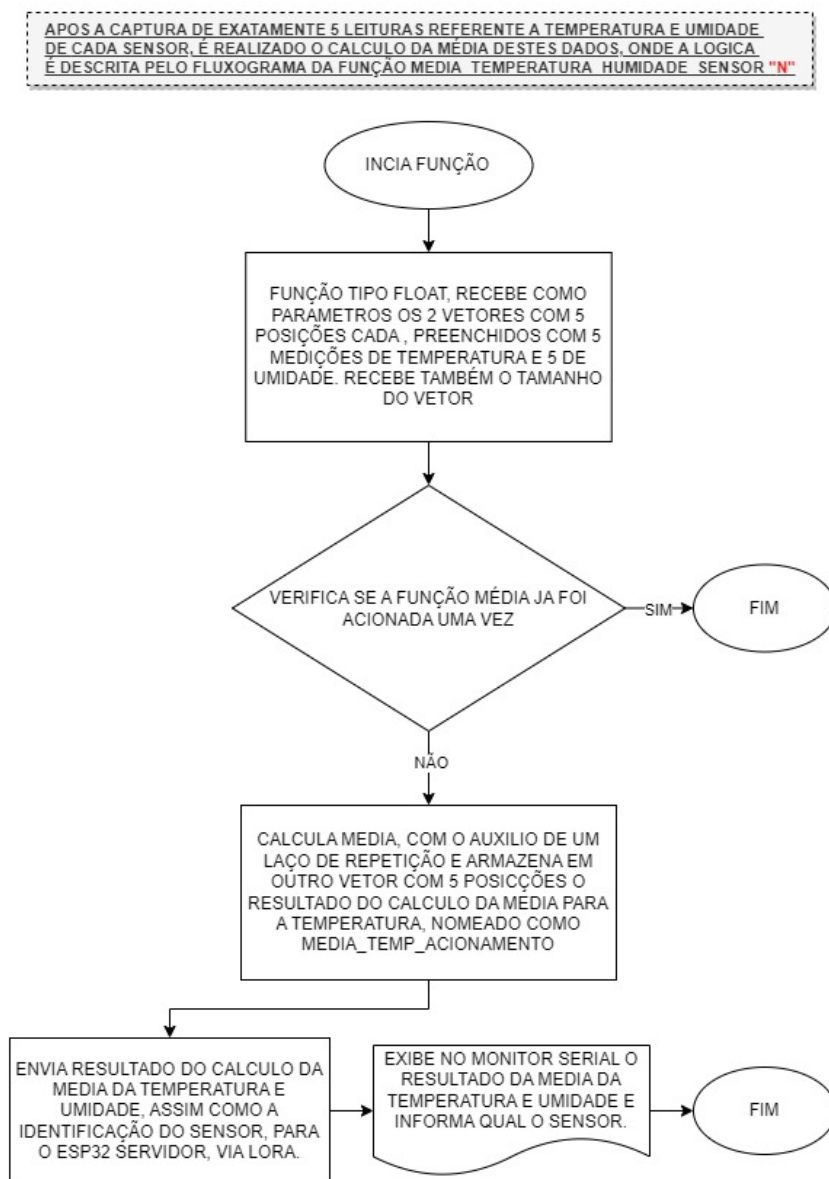 APOS A CAPTURA DE EXATAMENTE 5 LEITURAS REFERENTE A TEMPERATURA E UMIDADE
DE CADA SENSOR, É REALIZADO O CALCULO DA MÉDIA DESTES DADOS, ONDE A LOGICA
É DESCRITA PELO FLUXOGRAMA DA FUNÇÃO MEDIA_TEMPERATURA_HUMIDADE_SENSOR "N"
INCIA FUNÇÃO
FUNÇÃO TIPO FLOAT, RECEBE COMO
PARAMETROS OS 2 VETORES COM 5
POSIÇÕES CADA , PREENCHIDOS COM 5
MEDIÇÕES DE TEMPERATURA E 5 DE
UMIDADE. RECEBE TAMBÉM O TAMANHO
DO VETOR
VERIFICA SE A FUNÇÃO MÉDIA JA FOI
ACIONADA UMA VEZ
SIM
FIM
NÃO
CALCULA MEDIA, COM O AUXILIO DE UM
LAÇO DE REPETIÇÃO E ARMAZENA EM
OUTRO VETOR COM 5 POSICÇÕES O
RESULTADO DO CALCULO DA MEDIA PARA
A TEMPERATURA, NOMEADO COMO
MEDIA_TEMP_ACIONAMENTO
ENVIA RESULTADO DO CALCULO DA
MEDIA DA TEMPERATURA E
UMIDADE, ASSIM COMO A
IDENTIFICAÇÃO DO SENSOR, PARA
O ESP32 SERVIDOR, VIA LORA.
EXIBE NO MONITOR SERIAL O
RESULTADO DA MEDIA DA
TEMPERATURA E UMIDADE E
INFORMA QUAL O SENSOR.
FIM